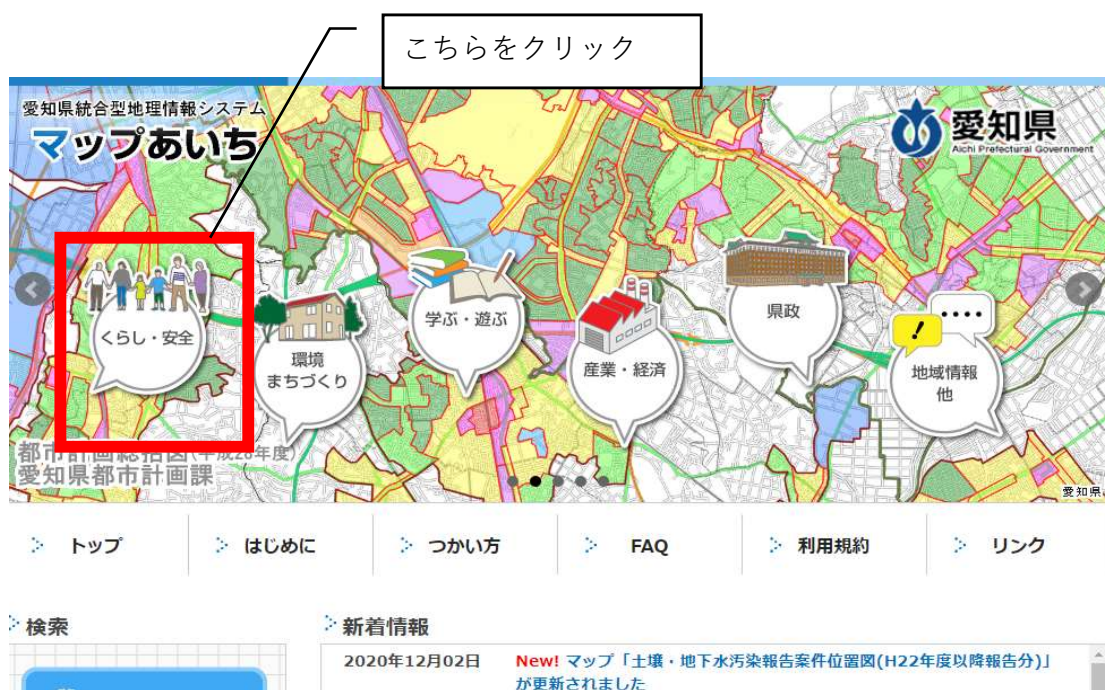 こちらをクリック
愛知県統合型地理情報システム
マップあいち
愛知県
Aichi Prefectural Government
くらし・安全
環境
まちづくり
学ぶ・遊ぶ
産業・経済
県政
地域情報
他
都市計画総括図(平成28年度)
愛知県都市計画課
愛知県
トップ
はじめに
つかい方
FAQ
利用規約
リンク
検索
新着情報
2020年12月02日 New! マップ「土壌・地下水汚染報告案件位置図(H22年度以降報告分)」
が更新されました